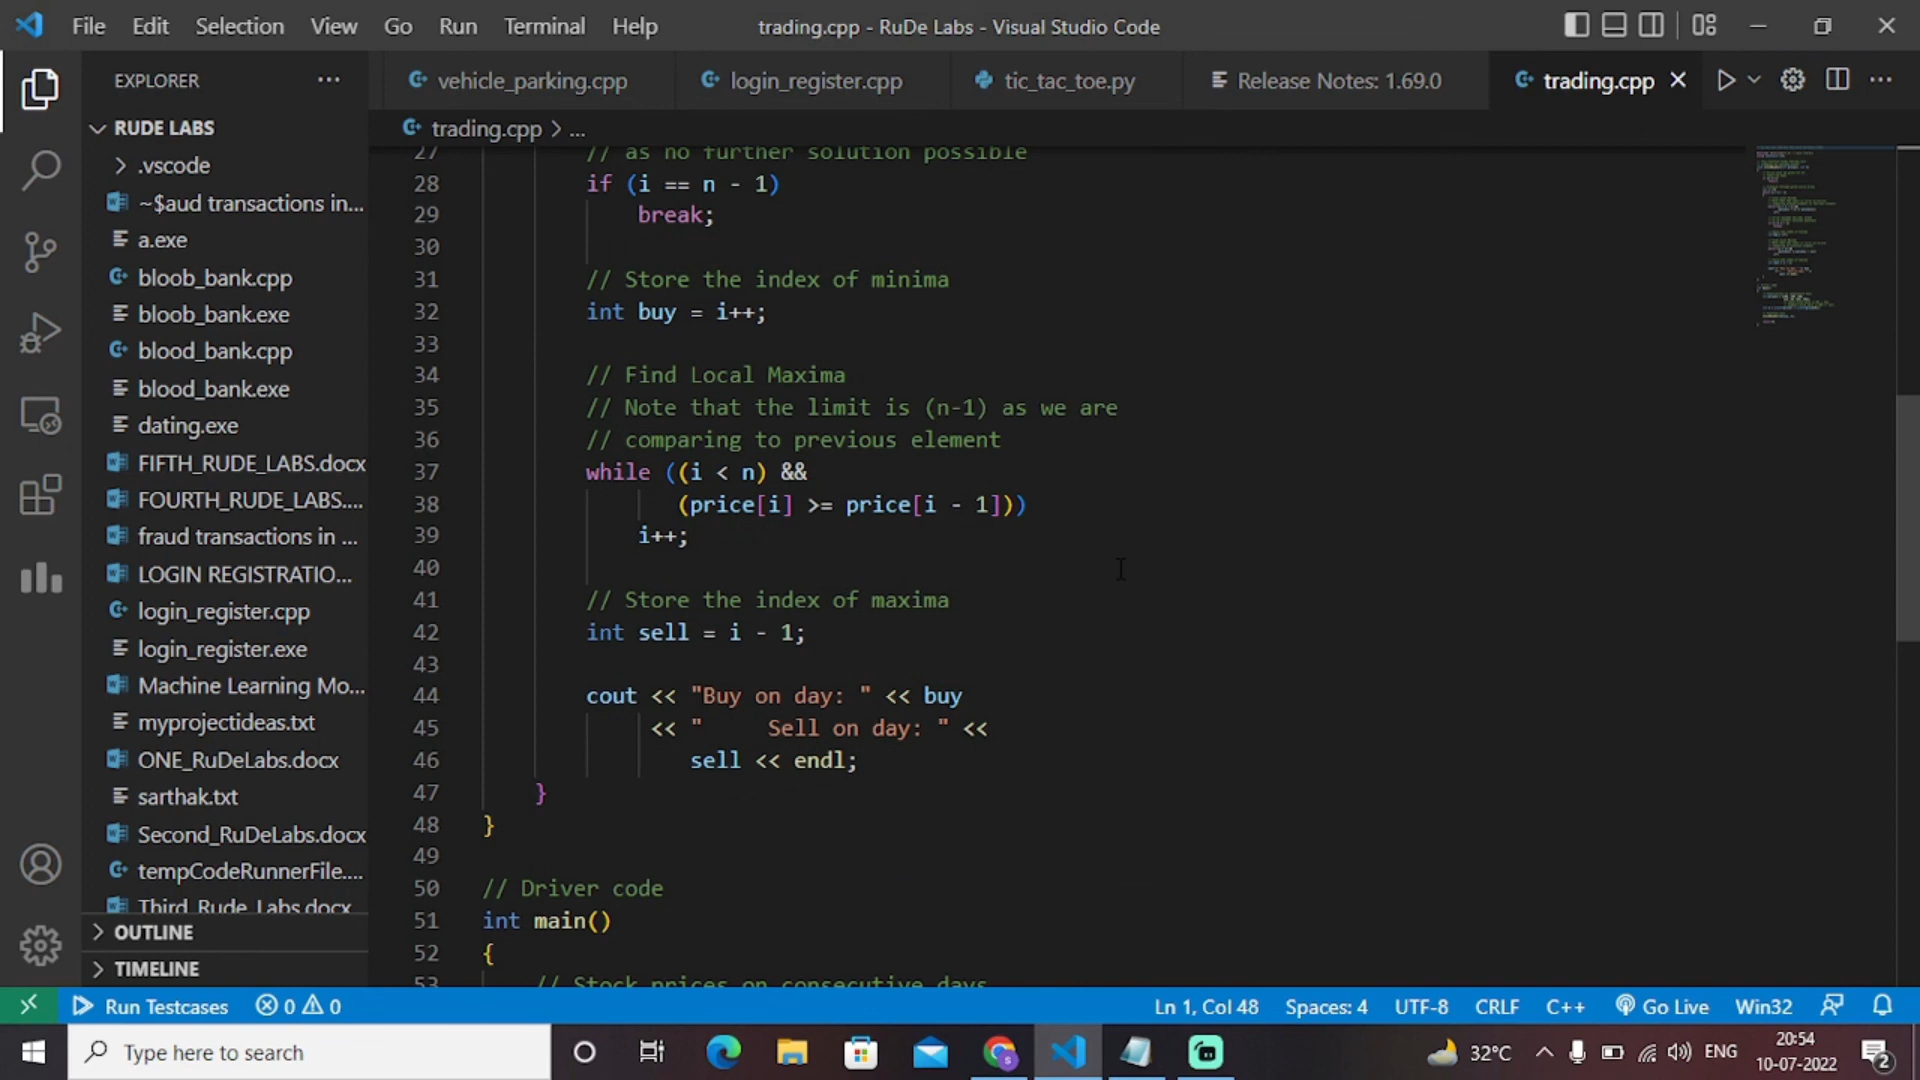 File Edit Selection View Go Run Terminal Help
trading.cpp - RuDe Labs - Visual Studio Code
EXPLORER
vehicle_parking.cpp
login_register.cpp
tic_tac_toe.py
Release Notes: 1.69.0
trading.cpp
RUDE LABS
.vscode
~$aud transactions in...
a.exe
bloob_bank.cpp
bloob_bank.exe
blood_bank.cpp
blood_bank.exe
dating.exe
FIFTH_RUDE_LABS.docx
FOURTH_RUDE_LABS....
fraud transactions in ...
LOGIN REGISTRATIO...
login_register.cpp
login_register.exe
Machine Learning Mo...
myprojectideas.txt
ONE_RuDeLabs.docx
sarthak.txt
Second_RuDeLabs.docx
tempCodeRunnerFile....
Third_Rude_Labs.docx
OUTLINE
TIMELINE
trading.cpp > ...
27 // as no further solution possible
28 if (i == n - 1)
29 break;
30
31 // Store the index of minima
32 int buy = i++;
33
34 // Find Local Maxima
35 // Note that the limit is (n-1) as we are
36 // comparing to previous element
37 while ((i < n) &&
38 (price[i] >= price[i - 1]))
39 i++;
40
41 // Store the index of maxima
42 int sell = i - 1;
43
44 cout << "Buy on day: " << buy
45 << "     Sell on day: " <<
46 sell << endl;
47 }
48 }
49
50 // Driver code
51 int main()
52 {
53 // Stock prices on consecutive days
Run Testcases 0 0
Ln 1, Col 48 Spaces: 4 UTF-8 CRLF C++ Go Live Win32
Type here to search
32°C ENG
20:54
10-07-2022
2